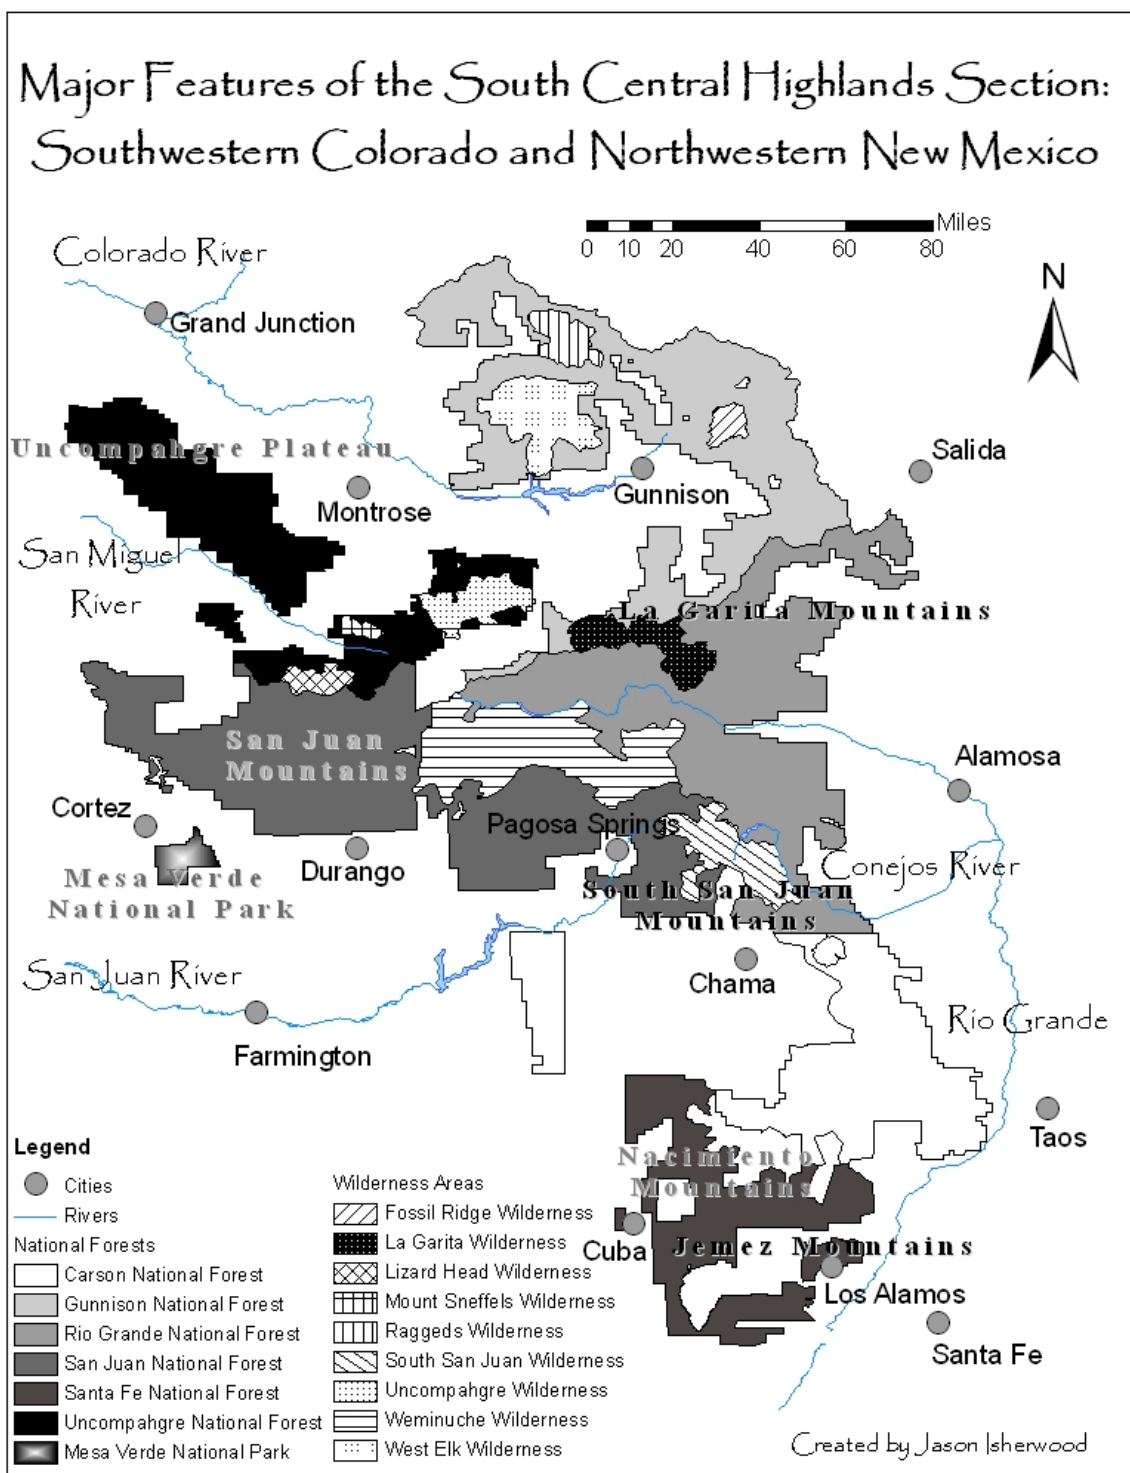 Major Features of the South Central Highlands Section:
Southwestern Colorado and Northwestern New Mexico
Miles
0 10 20 40 60 80
Colorado River
N
Grand Junction
Uncompahgre Plateau
Salida
Gunnison
Montrose
San Miguel
River
La Garita Mountains
San Juan
Mountains
Alamosa
Cortez
Pagosa Springs
Durango
Conejos River
Mesa Verde
National Park
South San Juan
Mountains
San Juan River
Chama
Rio Grande
Farmington
Taos
Nacimiento
Mountains
Cuba
Jemez Mountains
Los Alamos
Santa Fe
Legend
Cities
Rivers
National Forests
Carson National Forest
Gunnison National Forest
Rio Grande National Forest
San Juan National Forest
Santa Fe National Forest
Uncompahgre National Forest
Mesa Verde National Park
Wilderness Areas
Fossil Ridge Wilderness
La Garita Wilderness
Lizard Head Wilderness
Mount Sneffels Wilderness
Raggeds Wilderness
South San Juan Wilderness
Uncompahgre Wilderness
Weminuche Wilderness
West Elk Wilderness
Created by Jason Isherwood